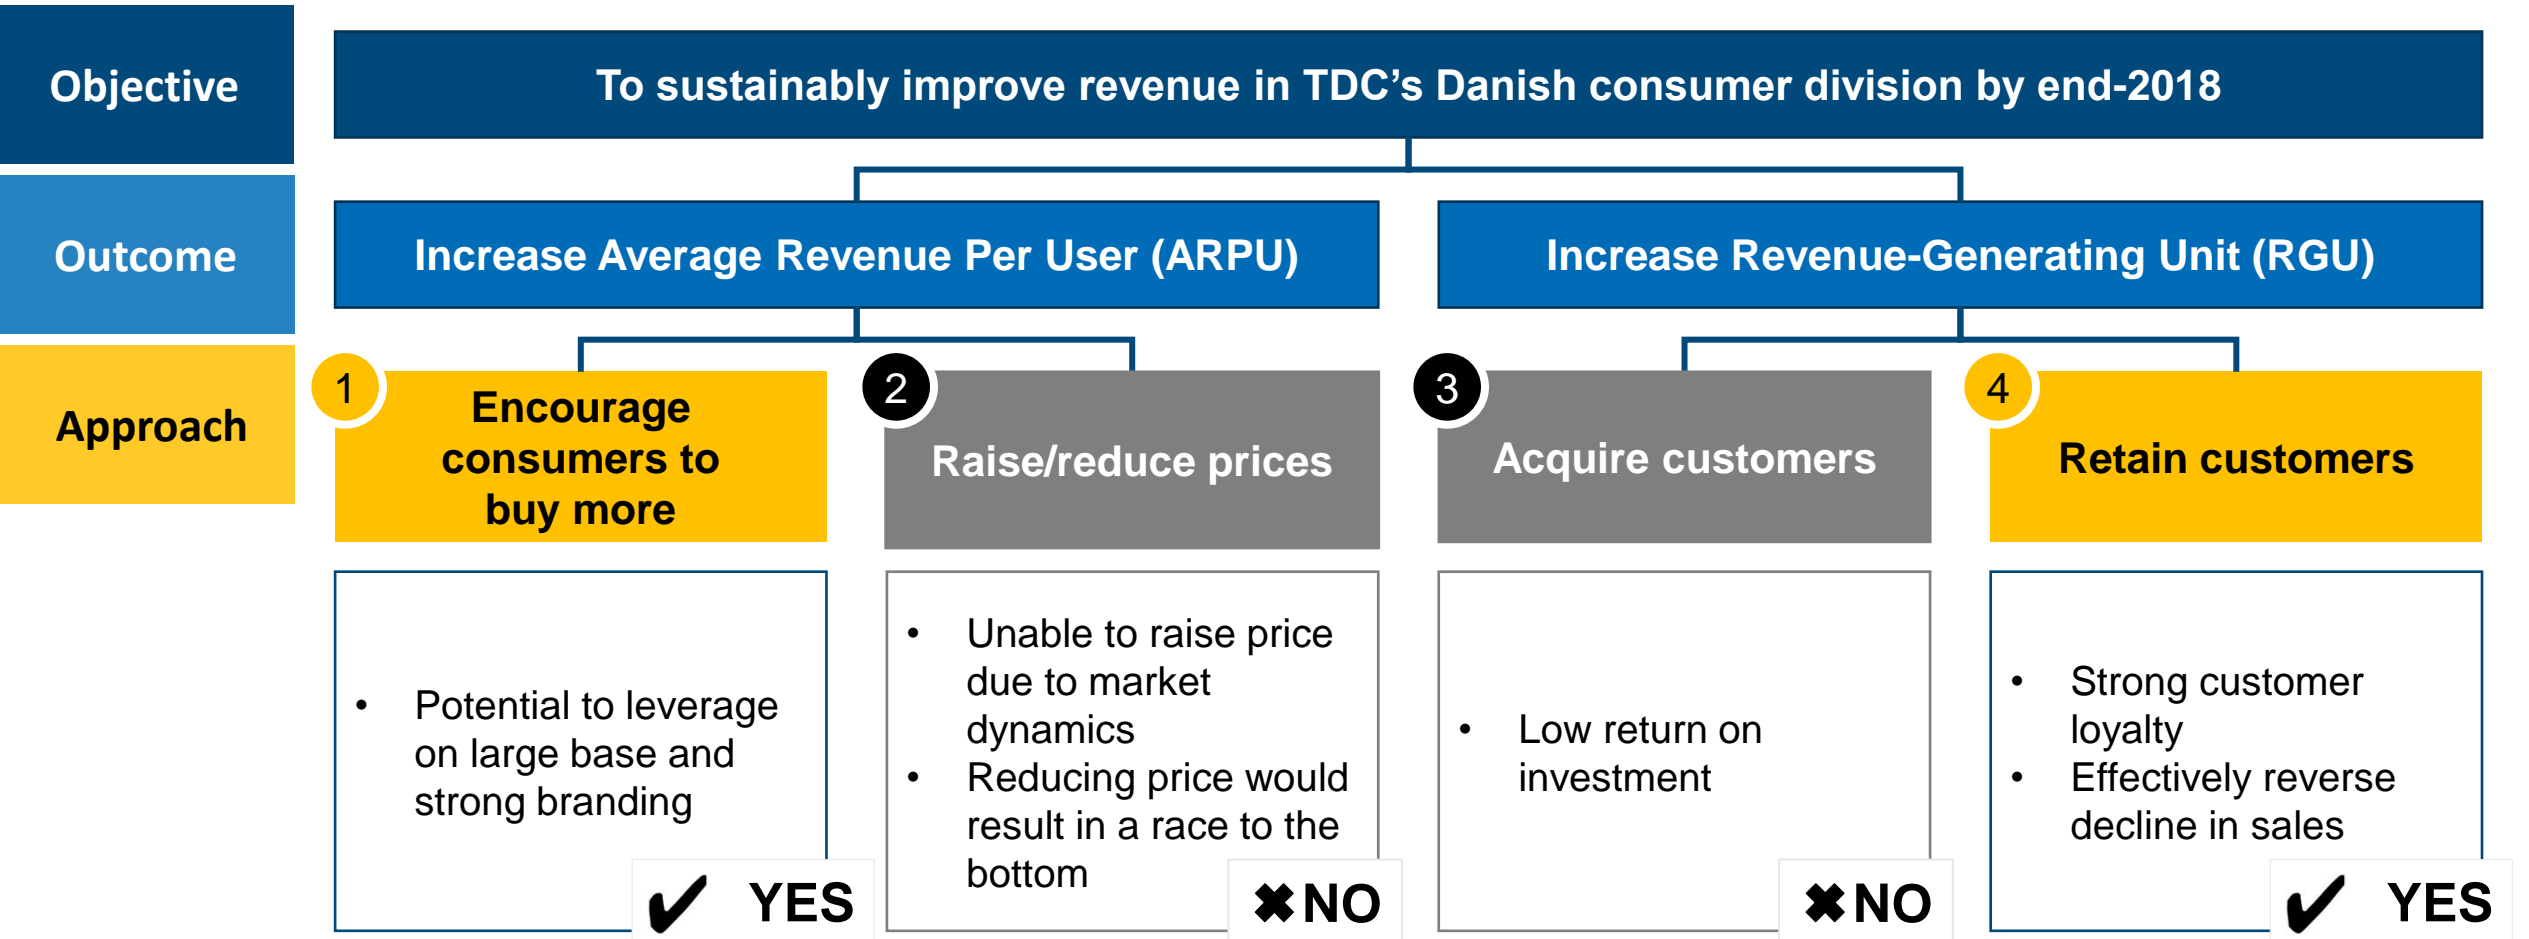 Objective
To sustainably improve revenue in TDC's Danish consumer division by end-2018
Outcome
Increase Average Revenue Per User (ARPU)
Increase Revenue-Generating Unit (RGU)
Approach
1
Encourage
consumers to
buy more
2
Raise/reduce prices
3
Acquire customers
4
Retain customers
• Potential to leverage
on large base and
strong branding
✔ YES
• Unable to raise price
due to market
dynamics
• Reducing price would
result in a race to the
bottom
✖NO
• Low return on
investment
✖NO
• Strong customer
loyalty
• Effectively reverse
decline in sales
✔ YES